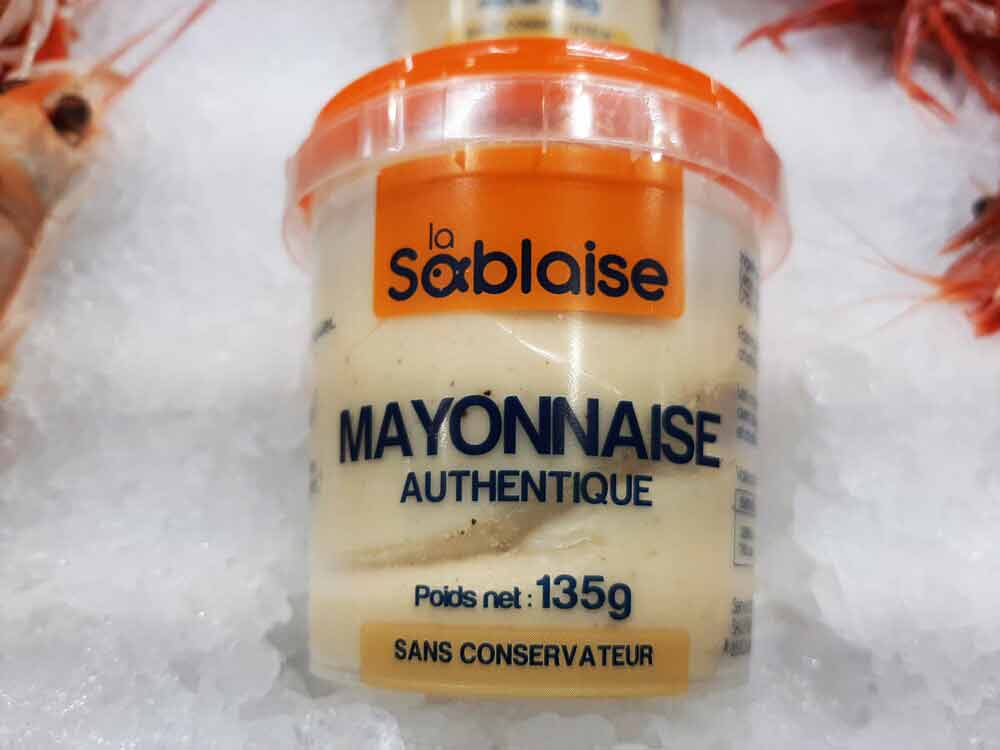 la
Sablaise
MAYONNAISE
AUTHENTIQUE
Poids net : 135g
SANS CONSERVATEUR